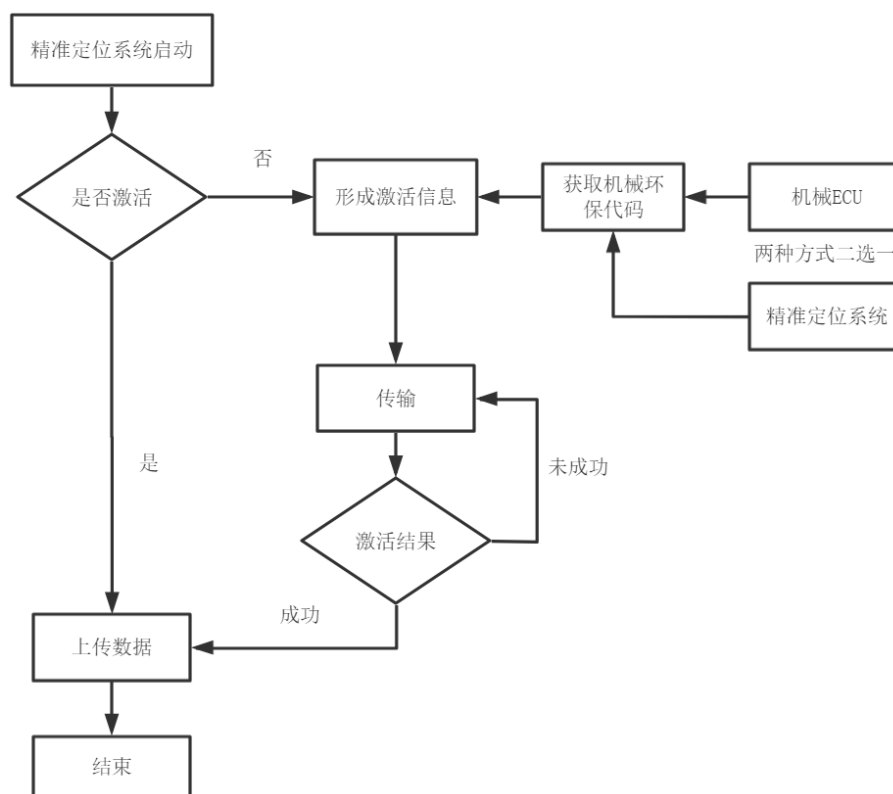 精准定位系统启动
否
是否激活
形成激活信息
获取机械环
保代码
机械ECU
两种方式二选一
精准定位系统
传输
是
未成功
激活结果
成功
上传数据
结束